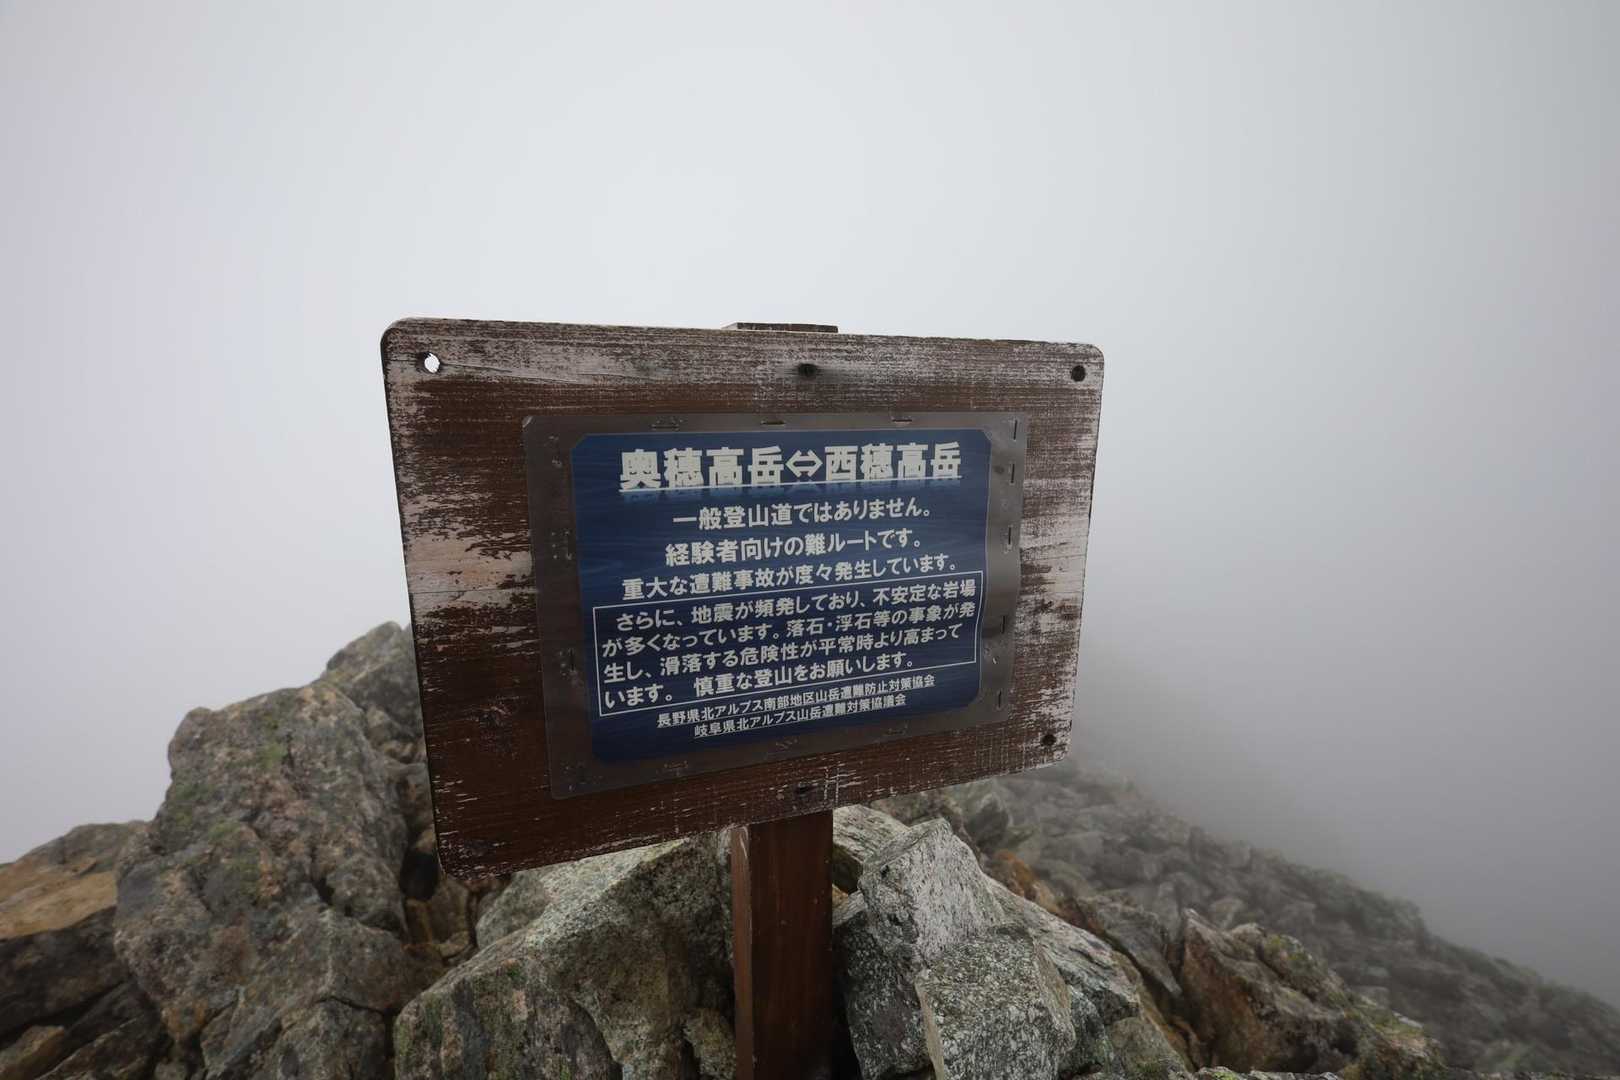 奥穂高岳⇔西穂高岳
一般登山道ではありません。
経験者向けの難ルートです。
重大な遭難事故が度々発生しています。
さらに、地震が頻発しており、不安定な岩場
が多くなっています。落石・浮石等の事象が発
生し、滑落する危険性が平常時より高まって
います。 慎重な登山をお願いします。
長野県北アルプス南部地区山岳遭難防止対策協会
岐阜県北アルプス山岳遭難対策協議会